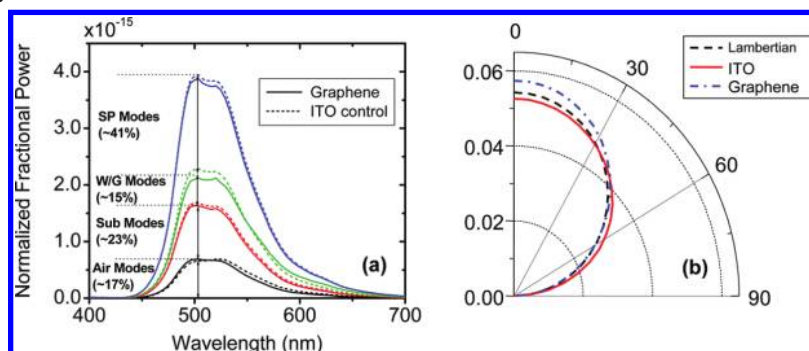 x10^-15
4.0
3.0
2.0
1.0
0.0
400
500
600
700
Normalized Fractional Power
Wavelength (nm)
SP Modes
(~41%)
W/G Modes
(~15%)
Sub Modes
(~23%)
Air Modes
(~17%)
Graphene
ITO control
(a)
0
30
60
90
0.06
0.04
0.02
0.00
Lambertian
ITO
Graphene
(b)